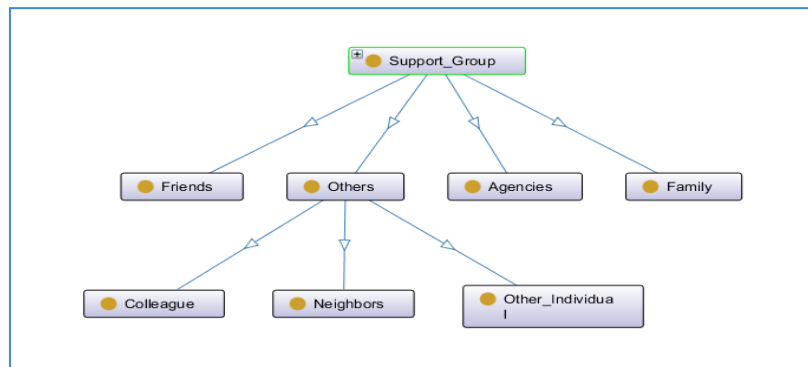 Support_Group
Friends
Others
Agencies
Family
Colleague
Neighbors
Other_Individua
l